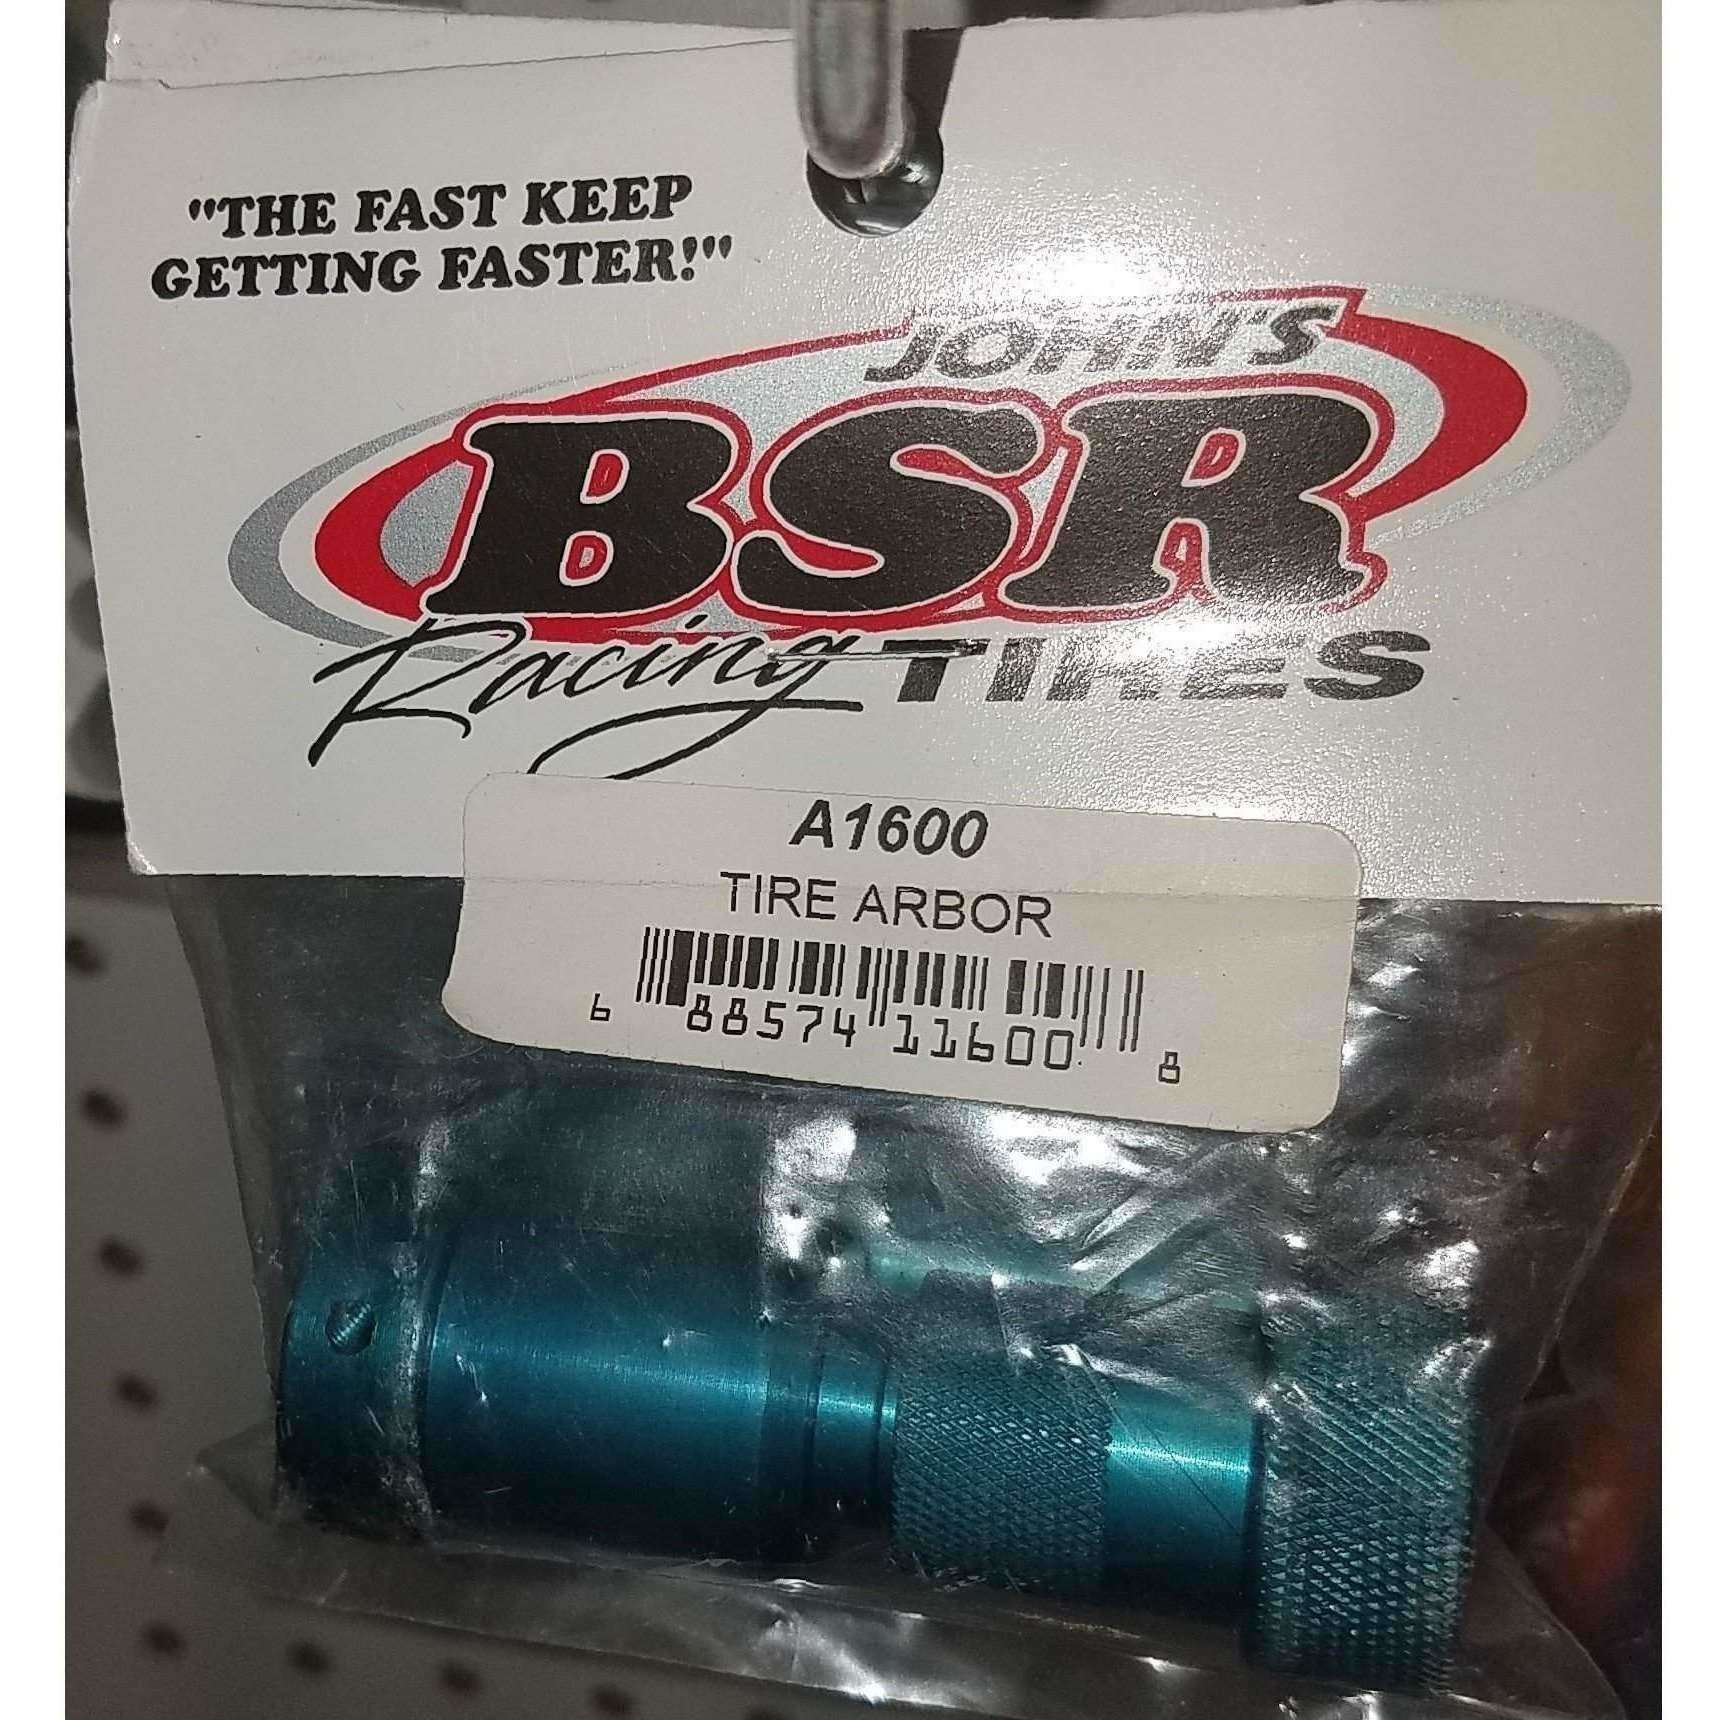 "THE FAST KEEP
GETTING FASTER!"
JOHN'S
BSR
Racing TIRES
A1600
TIRE ARBOR
6 88574 11600 8